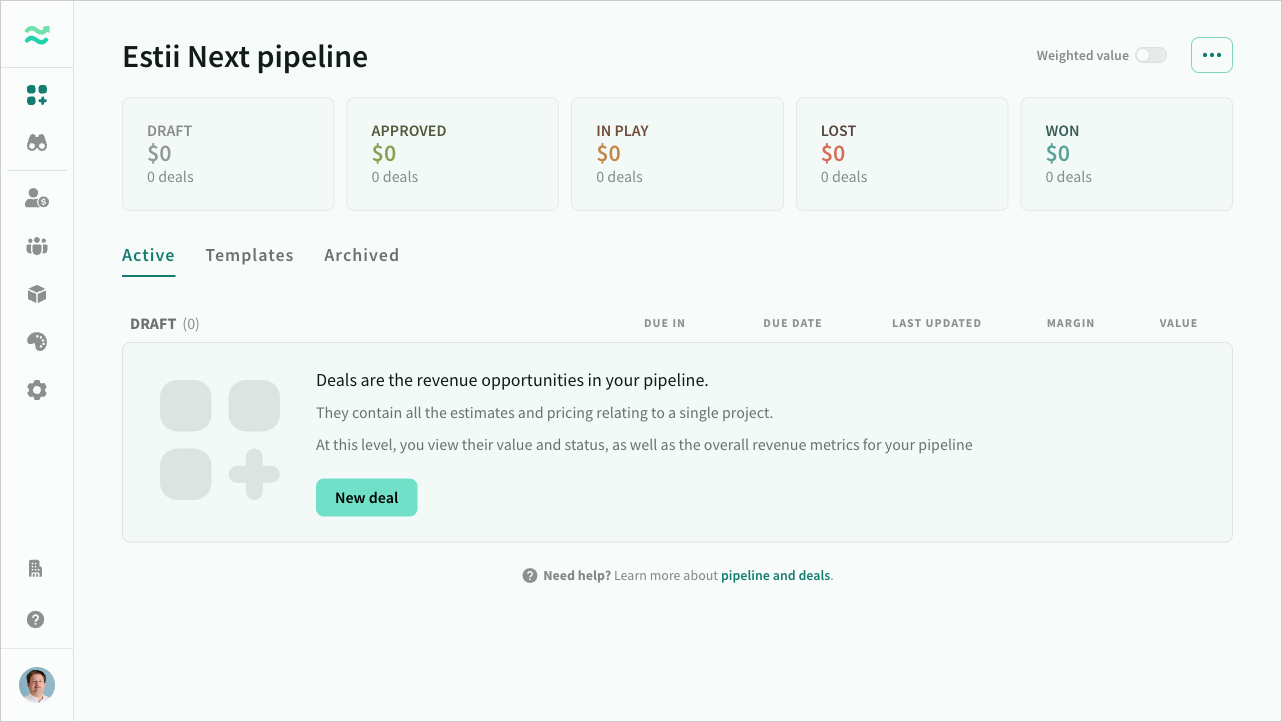 Estii Next pipeline
Weighted value
DRAFT
$0
0 deals
APPROVED
$0
0 deals
IN PLAY
$0
0 deals
LOST
$0
0 deals
WON
$0
0 deals
Active Templates Archived
DRAFT (0) DUE IN DUE DATE LAST UPDATED MARGIN VALUE
Deals are the revenue opportunities in your pipeline.
They contain all the estimates and pricing relating to a single project.
At this level, you view their value and status, as well as the overall revenue metrics for your pipeline
New deal
Need help? Learn more about pipeline and deals.